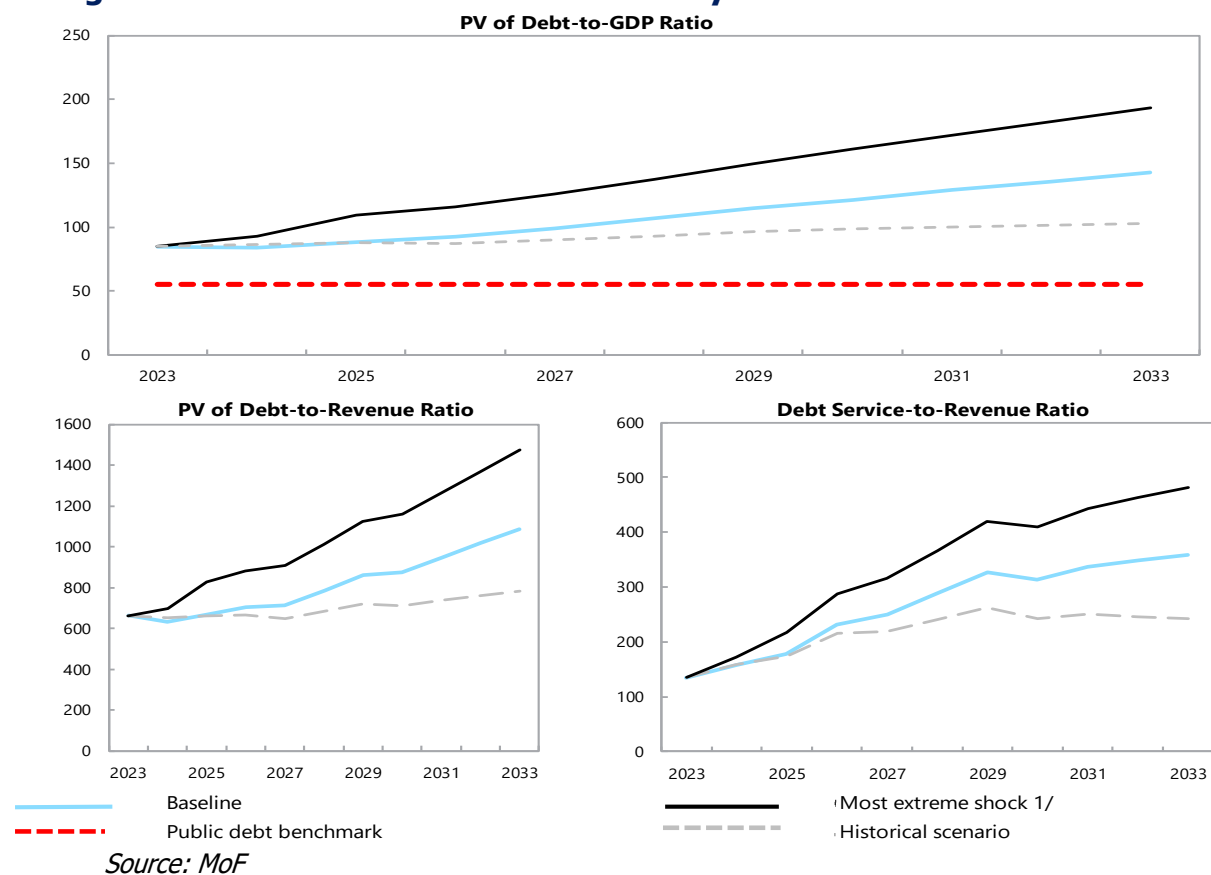 PV of Debt-to-GDP Ratio
250
200
150
100
50
0
2023 2025 2027 2029 2031 2033
PV of Debt-to-Revenue Ratio
1600
1400
1200
1000
800
600
400
200
0
2023 2025 2027 2029 2031 2033
Debt Service-to-Revenue Ratio
600
500
400
300
200
100
0
2023 2025 2027 2029 2031 2033
Baseline
Public debt benchmark
Most extreme shock 1/
Historical scenario
Source: MoF